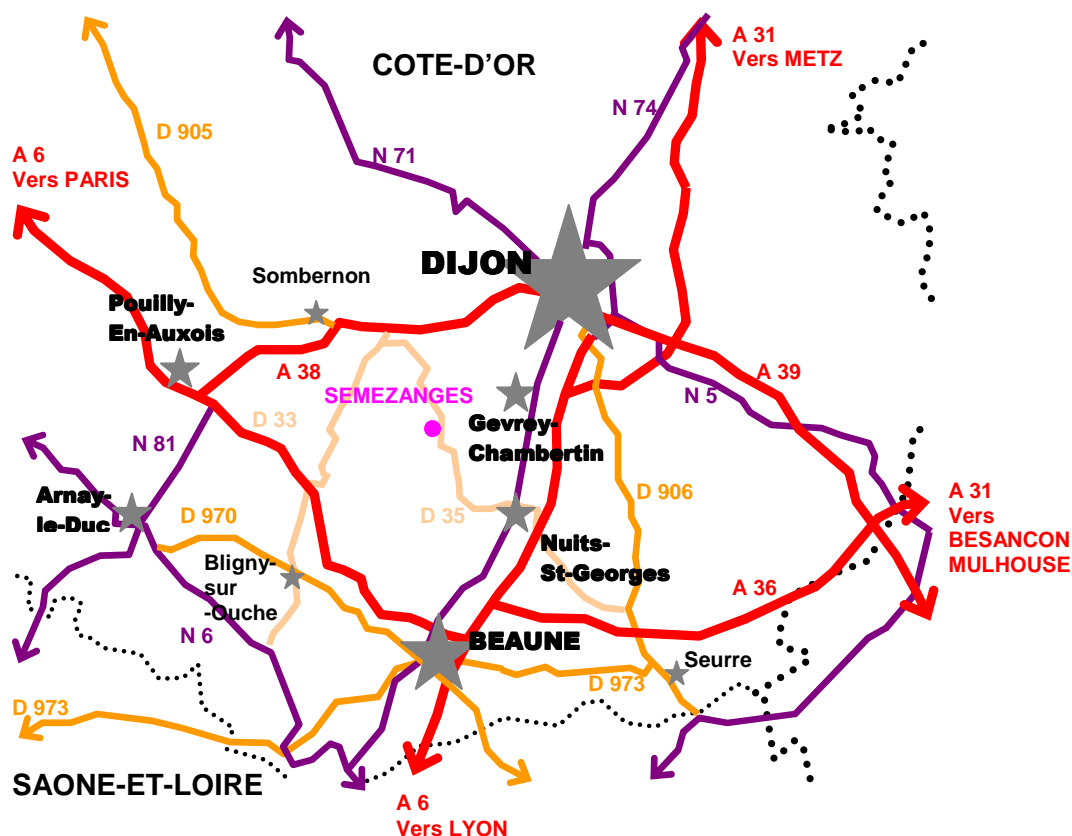 A 31
Vers METZ
COTE-D'OR
N 74
D 905
N 71
A 6
Vers PARIS
DIJON
Sombernon
Pouilly-
En-Auxois
A 38
A 39
SEMEZANGES
N 5
D 33
Gevrey-
Chambertin
N 81
Arnay-
le-Duc
D 970
D 35
D 906
A 31
Vers
BESANCON
MULHOUSE
Nuits-
St-Georges
Bligny-
sur
-Ouche
A 36
N 6
BEAUNE
Seurre
D 973
D 973
SAONE-ET-LOIRE
A 6
Vers LYON